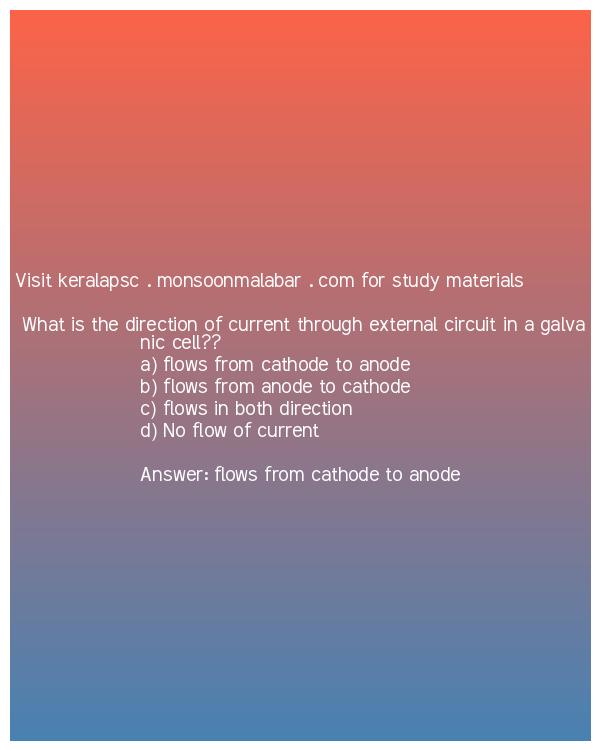 Visit keralapsc . monsoonmalabar . com for study materials
What is the direction of current through external circuit in a galva
nic cell??
a) flows from cathode to anode
b) flows from anode to cathode
c) flows in both direction
d) No flow of current
Answer: flows from cathode to anode